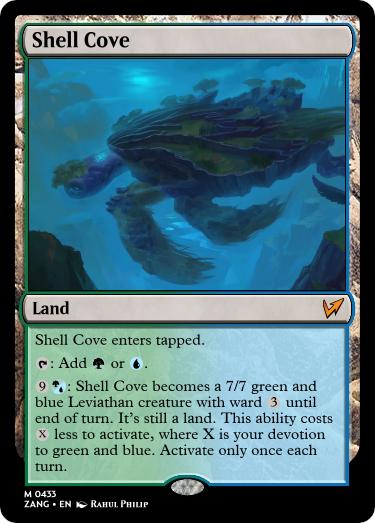 Shell Cove
Land
Shell Cove enters tapped.
: Add or .
9 : Shell Cove becomes a 7/7 green and
blue Leviathan creature with ward 3 until
end of turn. It's still a land. This ability costs
X less to activate, where X is your devotion
to green and blue. Activate only once each
turn.
M 0433
ZANG • EN Rahul Philip